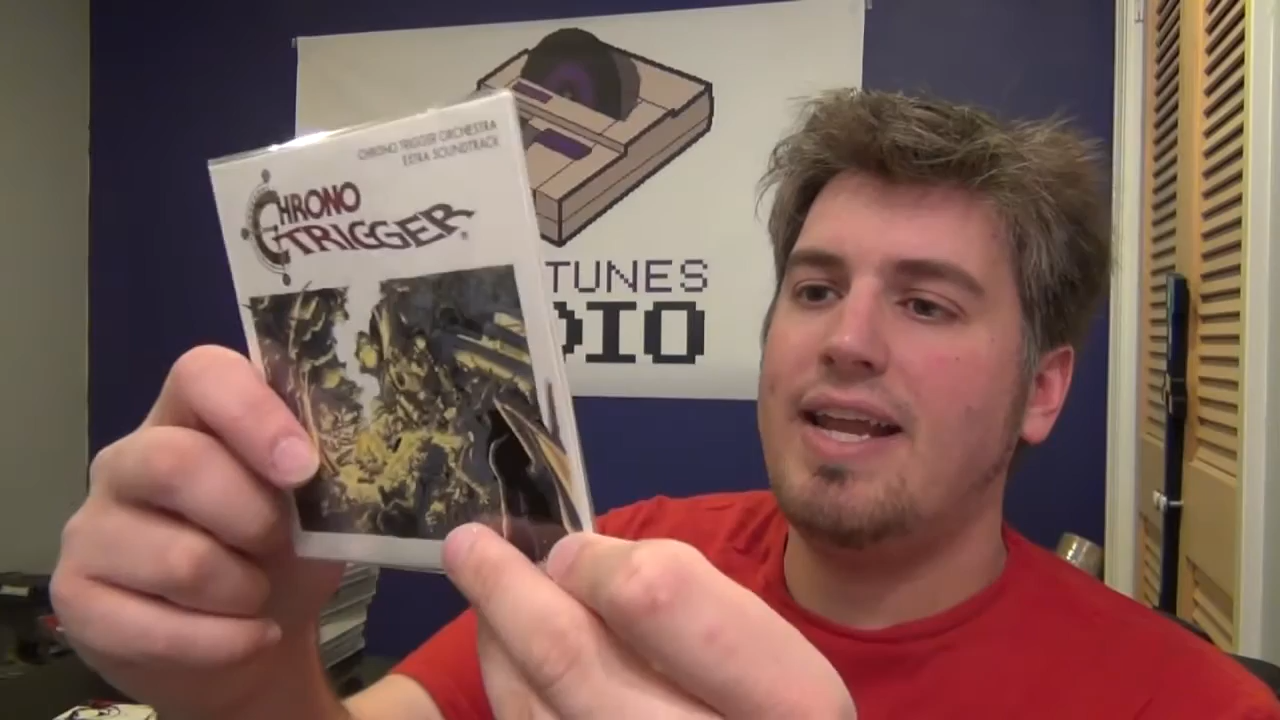 CHRONO TRIGGER ORCHESTRA
EXTRA SOUNDTRACK
CHRONO
TRIGGER
TUNES
DIO